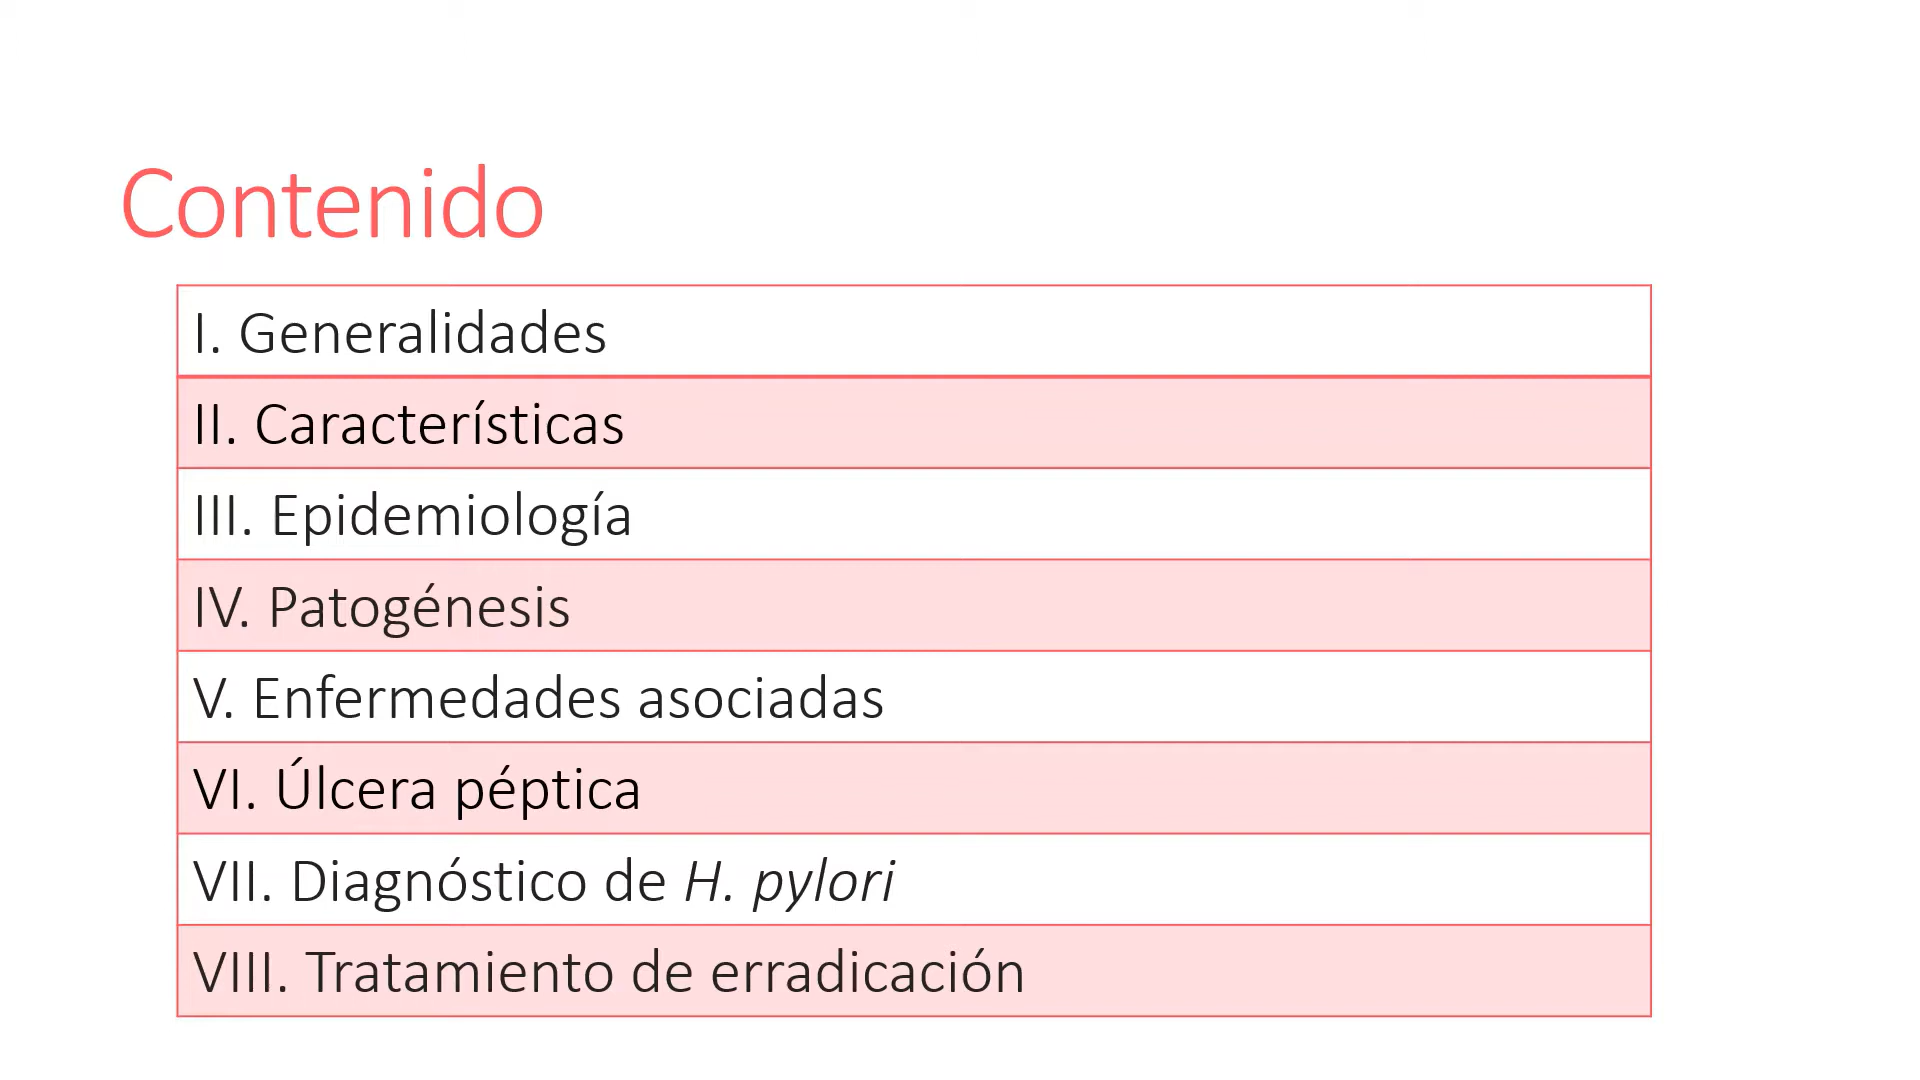 Contenido
I. Generalidades
II. Características
III. Epidemiología
IV. Patogénesis
V. Enfermedades asociadas
VI. Úlcera péptica
VII. Diagnóstico de H. pylori
VIII. Tratamiento de erradicación